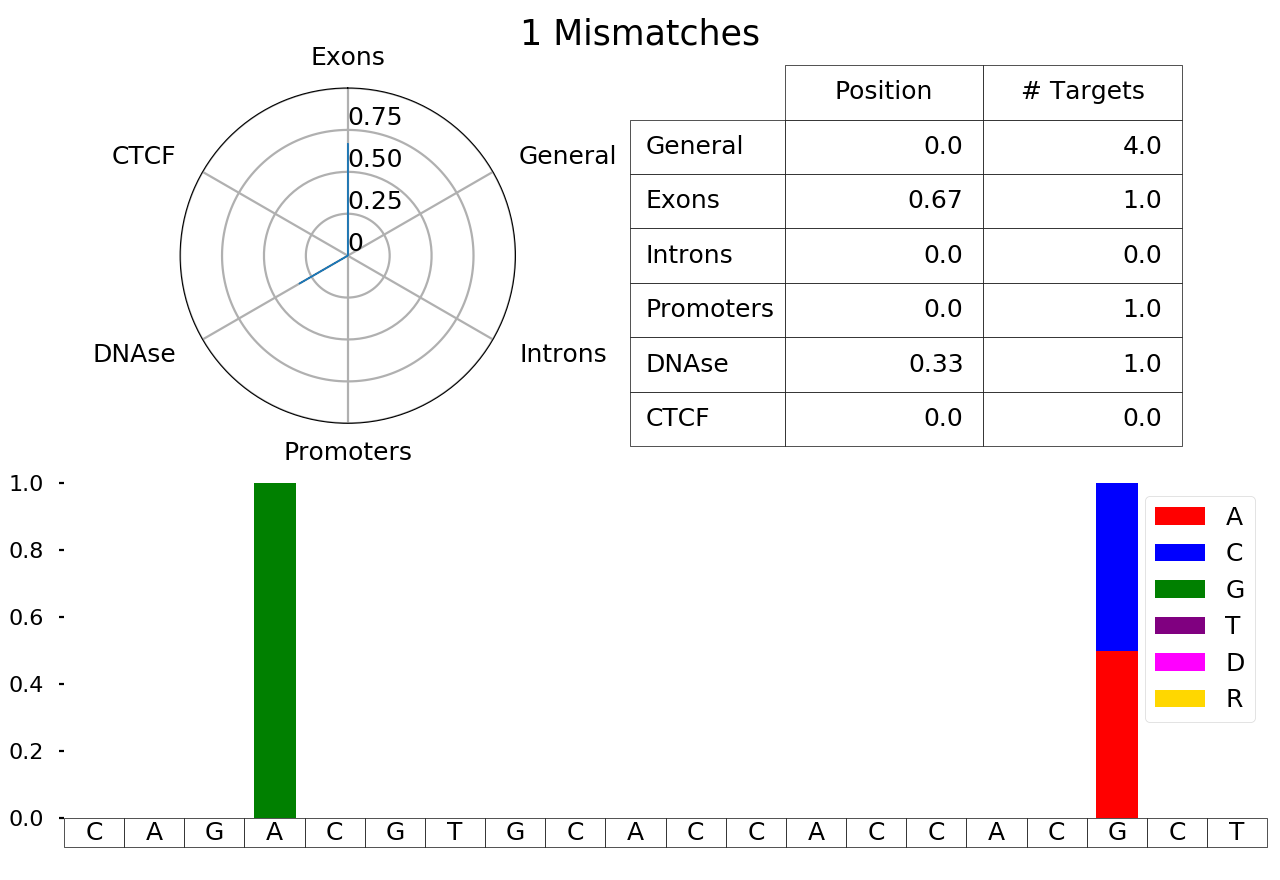 1 Mismatches
Exons
General
Introns
Promoters
DNAse
CTCF
0.75
0.50
0.25
0
Position # Targets
General 0.0 4.0
Exons 0.67 1.0
Introns 0.0 0.0
Promoters 0.0 1.0
DNAse 0.33 1.0
CTCF 0.0 0.0
1.0
0.8
0.6
0.4
0.2
0.0
A
C
G
T
D
R
C A G A C G T G C A C C A C C A C G C T